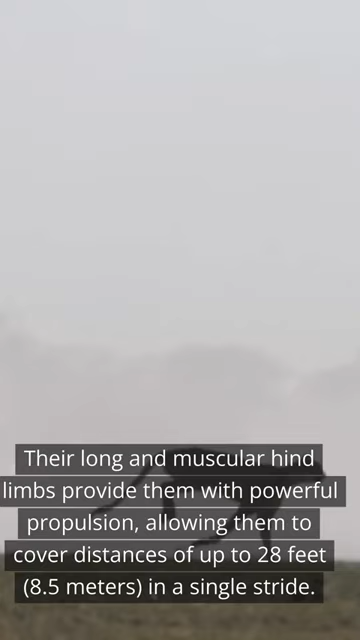 Their long and muscular hind
limbs provide them with powerful
propulsion, allowing them to
cover distances of up to 28 feet
(8.5 meters) in a single stride.